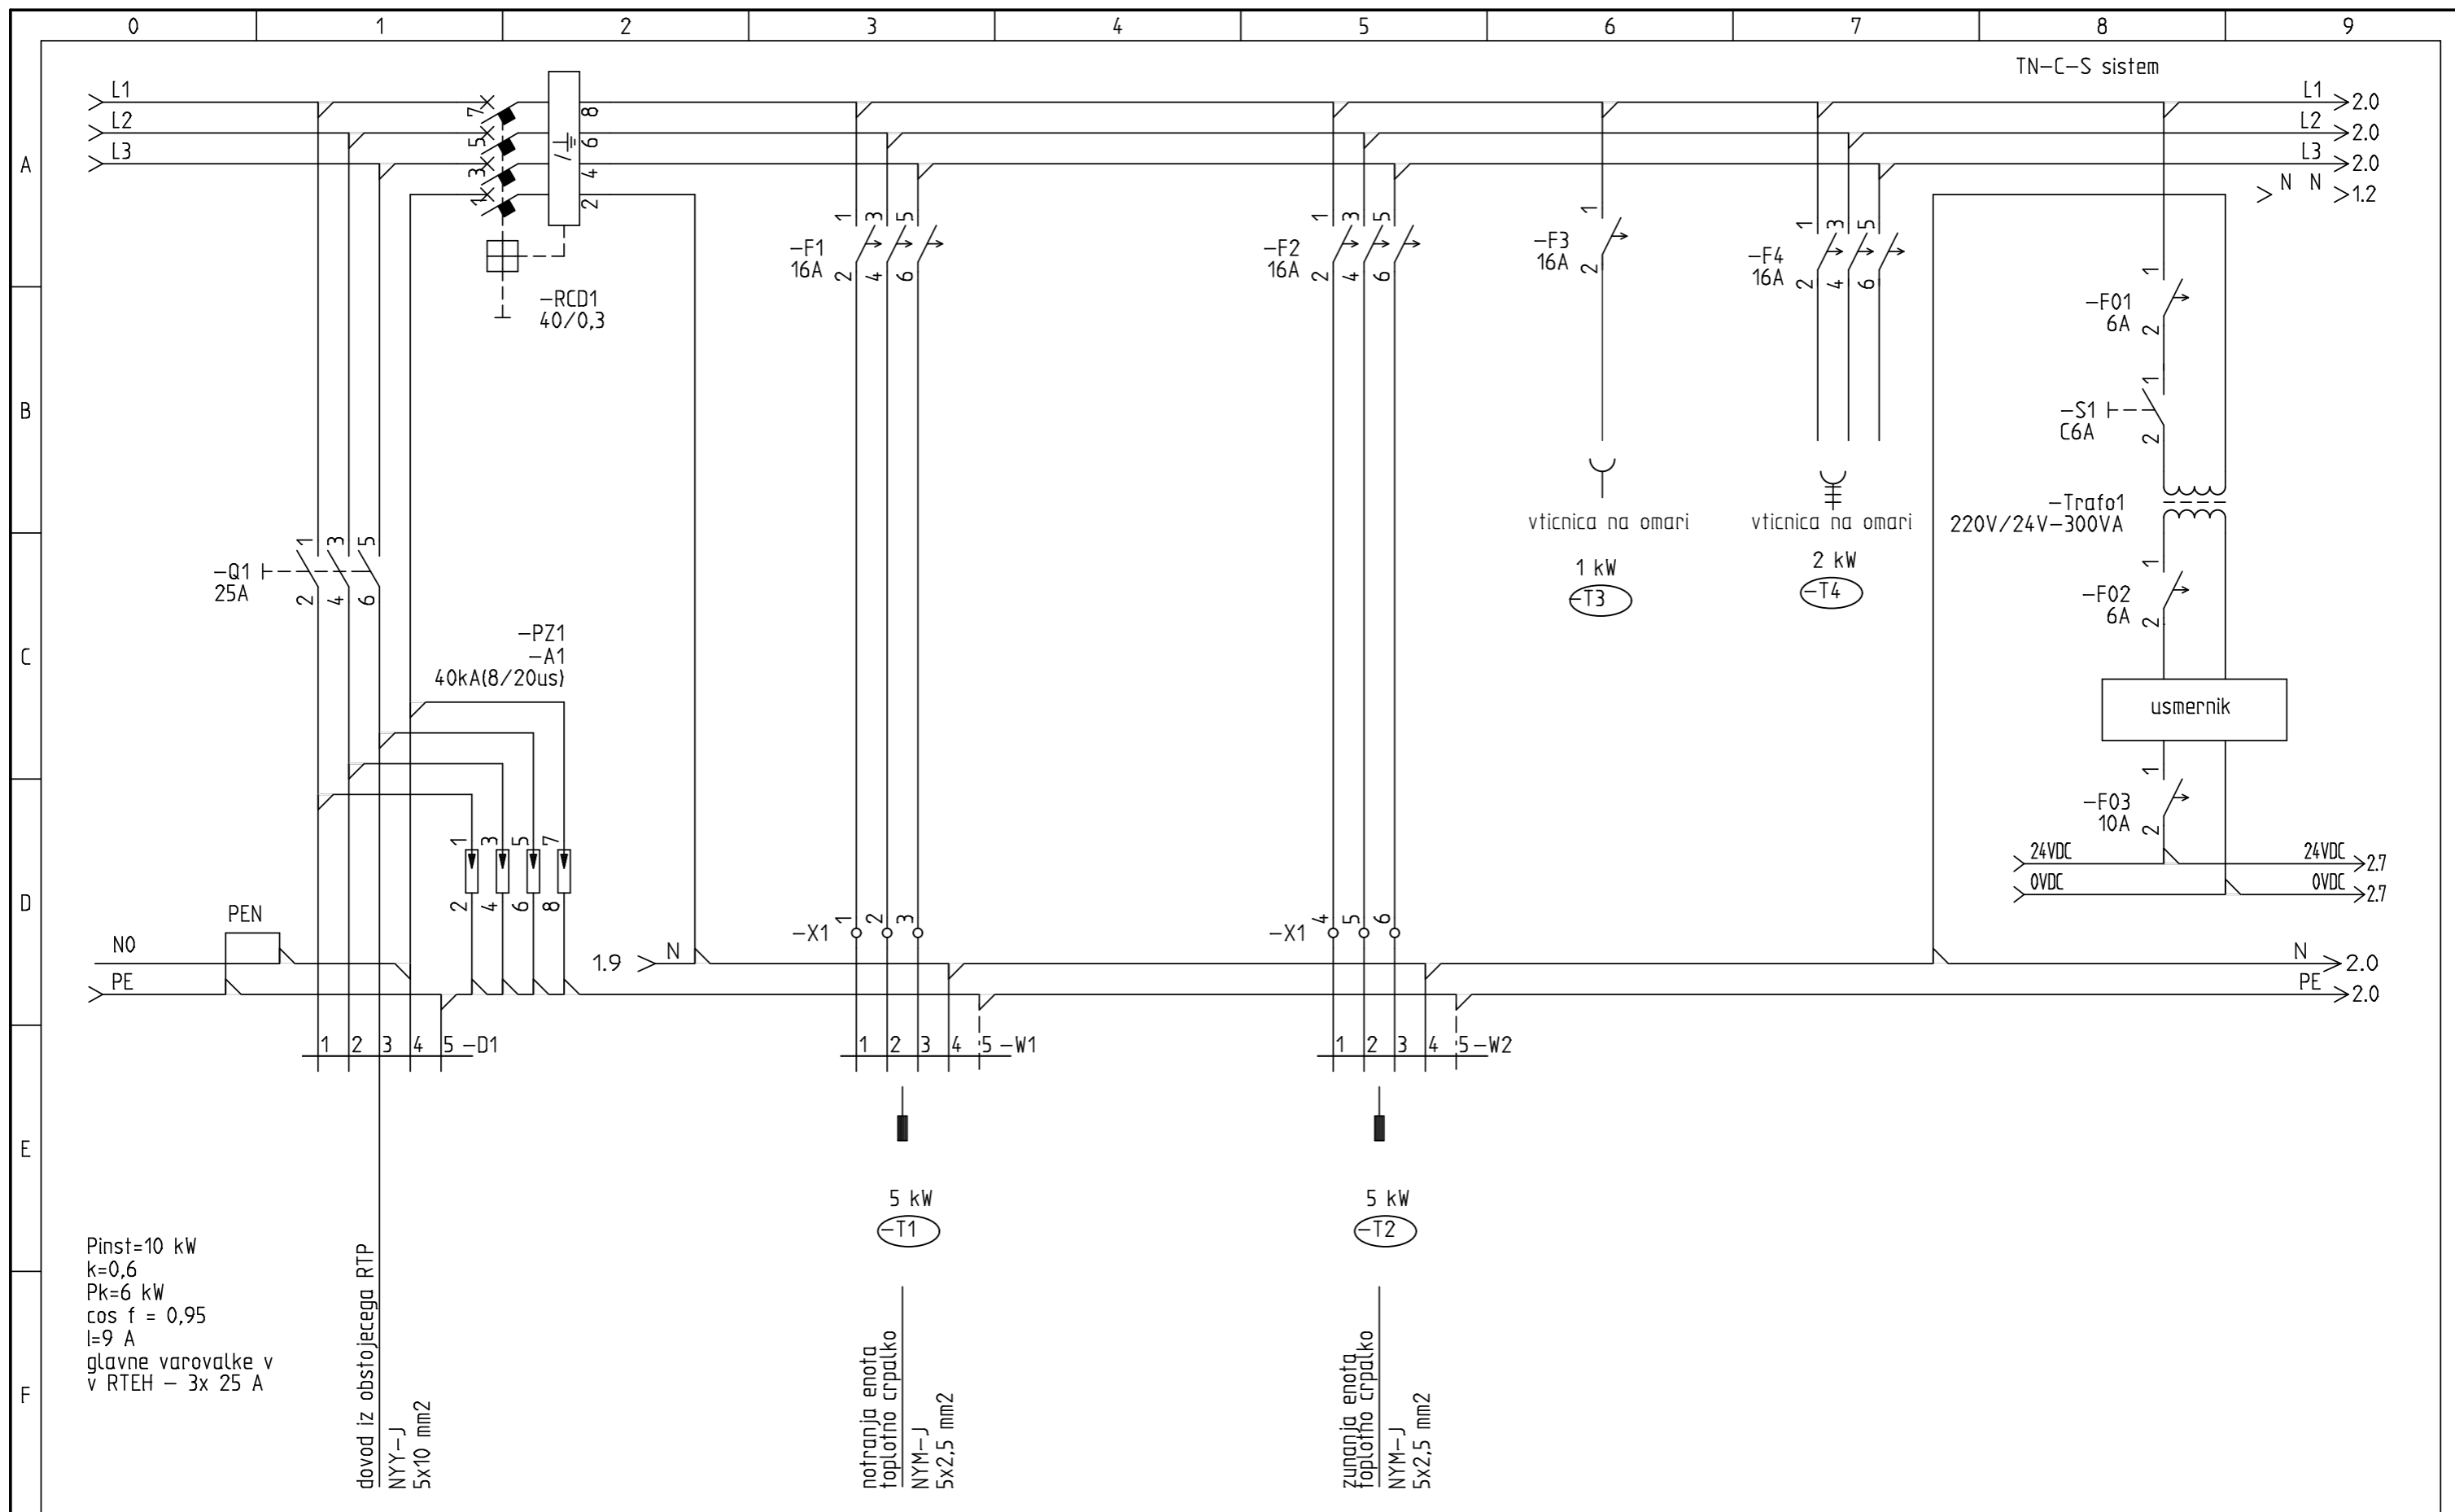 0 1 2 3 4 5 6 7 8 9
TN-C-S sistem
L1
L2
L3
7 8
5 6
3 4
1 2
L1 2.0
L2 2.0
L3 2.0
N N 1.2
A
B
C
D
E
F
-RCD1
40/0,3
-F1
16A
1 3 5
2 4 6
-F2
16A
1 3 5
2 4 6
-F3
16A
1
2
-F4
16A
1 3 5
2 4 6
-F01
6A
1
2
-S1
C6A
1
2
-Trafo1
220V/24V-300VA
vticnica na omari
1 kW
-T3
vticnica na omari
2 kW
-T4
-Q1
25A
1 3 5
2 4 6
-F02
6A
1
2
-PZ1
-A1
40kA(8/20us)
usmernik
-F03
10A
1
2
1 3 5 7
2 4 6 8
24VDC 24VDC 2.7
0VDC 0VDC 2.7
PEN
N0
PE
1.9 N
-X1 1 2 3
-X1 4 5 6
N 2.0
PE 2.0
1 2 3 4 5 -D1
1 2 3 4 5 -W1
1 2 3 4 5 -W2
5 kW
-T1
5 kW
-T2
Pinst=10 kW
k=0,6
Pk=6 kW
cos f = 0,95
I=9 A
glavne varovalke v
v RTEH - 3x 25 A
dovod iz obstojecega RTP
NYY-J
5x10 mm2
notranja enota
toplotno crpalko
NYM-J
5x2,5 mm2
zunanja enota
toplotno crpalko
NYM-J
5x2,5 mm2